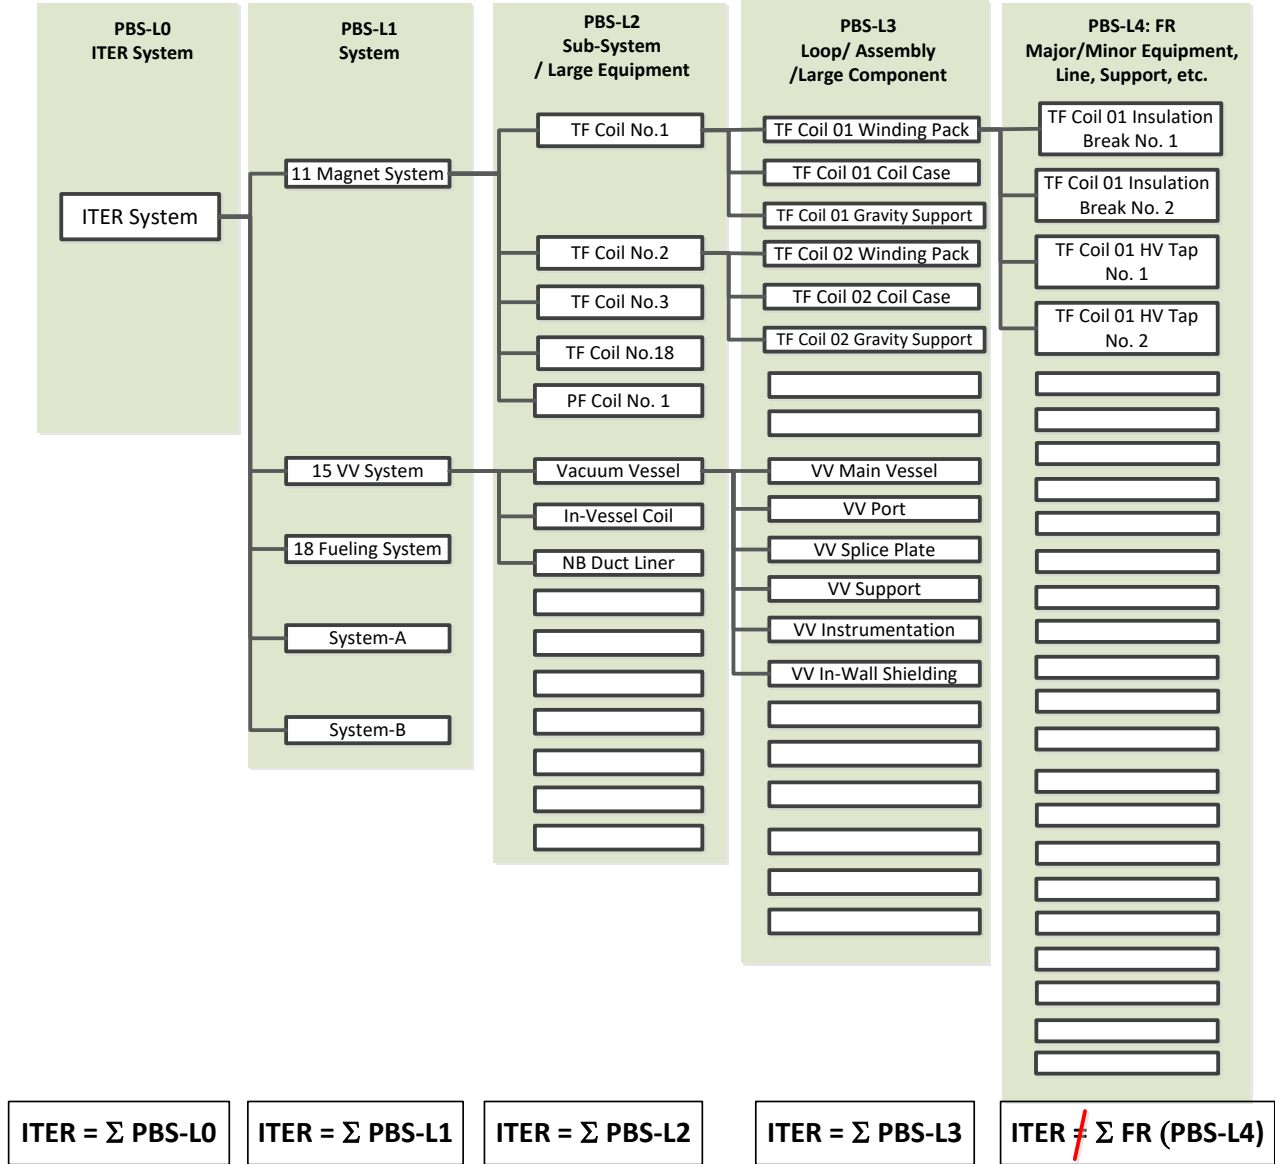 PBS-L0
ITER System
PBS-L1
System
PBS-L2
Sub-System
/ Large Equipment
PBS-L3
Loop/ Assembly
/Large Component
PBS-L4: FR
Major/Minor Equipment,
Line, Support, etc.
ITER System
11 Magnet System
15 VV System
18 Fueling System
System-A
System-B
TF Coil No.1
TF Coil No.2
TF Coil No.3
TF Coil No.18
PF Coil No. 1
Vacuum Vessel
In-Vessel Coil
NB Duct Liner
TF Coil 01 Winding Pack
TF Coil 01 Coil Case
TF Coil 01 Gravity Support
TF Coil 02 Winding Pack
TF Coil 02 Coil Case
TF Coil 02 Gravity Support
VV Main Vessel
VV Port
VV Splice Plate
VV Support
VV Instrumentation
VV In-Wall Shielding
TF Coil 01 Insulation
Break No. 1
TF Coil 01 Insulation
Break No. 2
TF Coil 01 HV Tap
No. 1
TF Coil 01 HV Tap
No. 2
ITER = Σ PBS-L0
ITER = Σ PBS-L1
ITER = Σ PBS-L2
ITER = Σ PBS-L3
ITER ≠ Σ FR (PBS-L4)